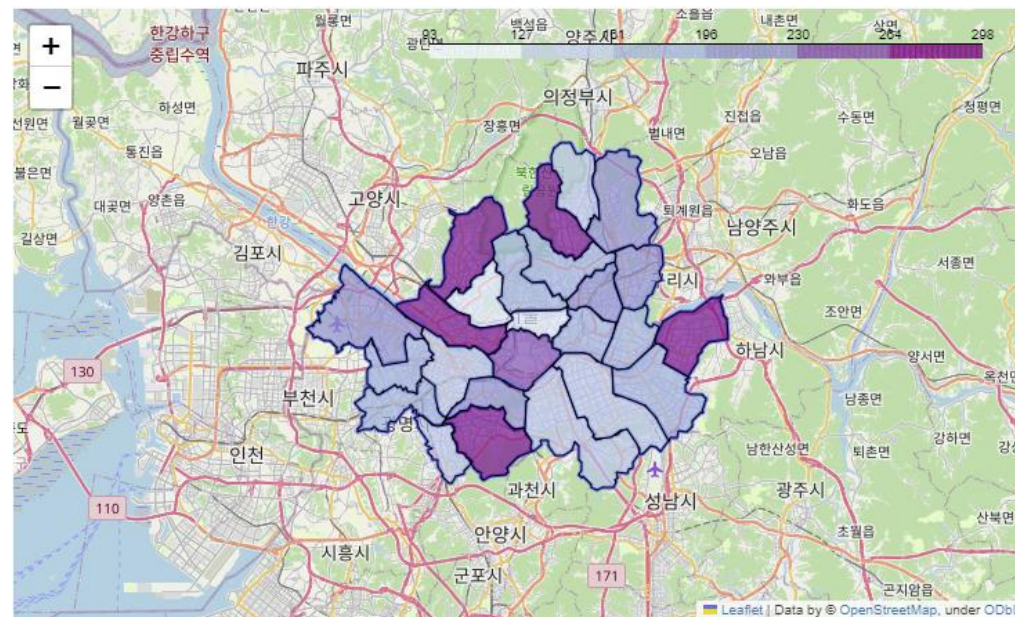 +
−
93 127 161 196 230 264 298
한강하구
중립수역
월롱면
광탄면
백석읍
양주시
소흘읍
내촌면
상면
파주시
의정부시
진접읍
수동면
청평면
하성면
장흥면
별내면
오남읍
선원면
월곶면
통진읍
불은면
대곶면
양촌읍
고양시
퇴계원읍
화도읍
한강
남양주시
길상면
김포시
리시
와부읍
서종면
조안면
하남시
양서면
130
옥천면
부천시
남종면
명
강하면
인천
남한산성면
퇴촌면
과천시
성남시
광주시
110
산북면
안양시
초월읍
시흥시
군포시
171
곤지암읍
Leaflet | Data by © OpenStreetMap, under ODbl